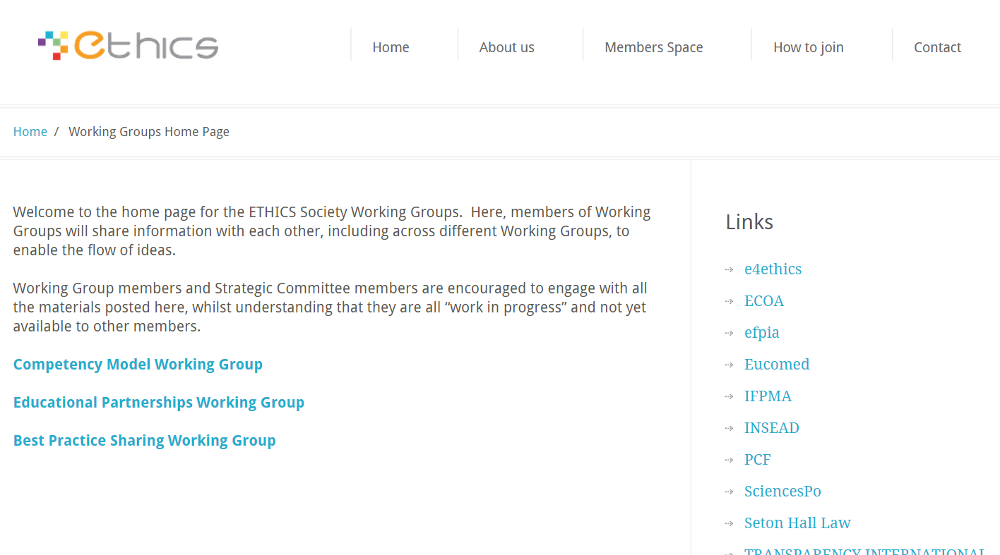 ethics
Home
About us
Members Space
How to join
Contact
Home / Working Groups Home Page
Welcome to the home page for the ETHICS Society Working Groups.  Here, members of Working
Groups will share information with each other, including across different Working Groups, to
enable the flow of ideas.
Working Group members and Strategic Committee members are encouraged to engage with all
the materials posted here, whilst understanding that they are all “work in progress” and not yet
available to other members.
Competency Model Working Group
Educational Partnerships Working Group
Best Practice Sharing Working Group
Links
e4ethics
ECOA
efpia
Eucomed
IFPMA
INSEAD
PCF
SciencesPo
Seton Hall Law
TRANSPARENCY INTERNATIONAL